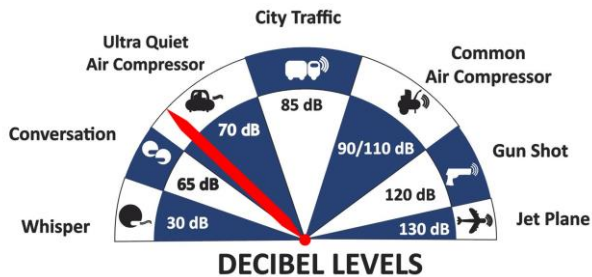 City Traffic
Ultra Quiet
Air Compressor
Common
Air Compressor
85 dB
70 dB
90/110 dB
Conversation
Gun Shot
65 dB
120 dB
Whisper
30 dB
130 dB
Jet Plane
DECIBEL LEVELS